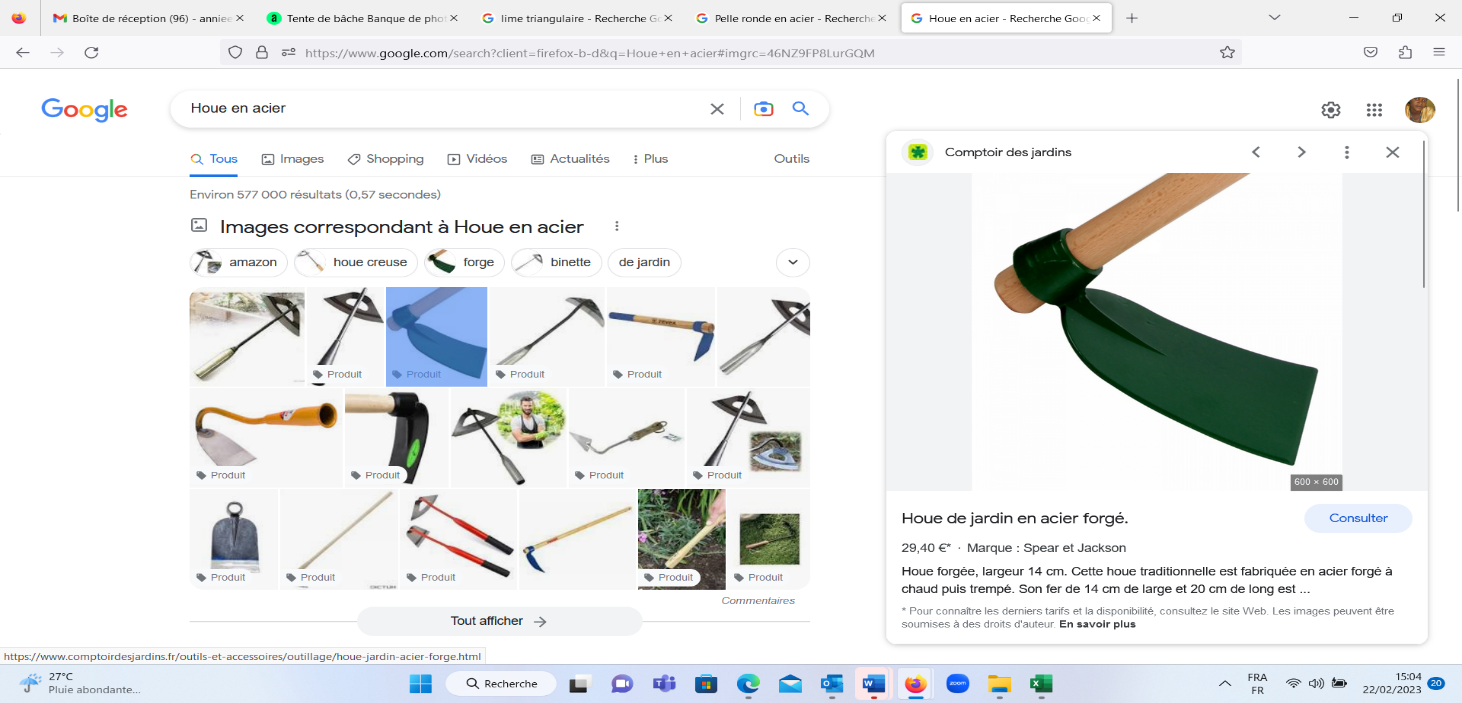 Boîte de réception (96) - anniee
Tente de bâche Banque de phot
lime triangulaire - Recherche G
Pelle ronde en acier - Recherche
Houe en acier - Recherche Goo
https://www.google.com/search?client=firefox-b-d&q=Houe+en+acier#imgrc=46NZ9FP8LurGQM
Google
Houe en acier
Tous
Images
Shopping
Vidéos
Actualités
Plus
Outils
Environ 577 000 résultats (0,57 secondes)
Images correspondant à Houe en acier
amazon
houe creuse
forge
binette
de jardin
Produit
Produit
Produit
Produit
Produit
Produit
Produit
Produit
Produit
Produit
Produit
Produit
Produit
Commentaires
Tout afficher
Comptoir des jardins
600 × 600
Houe de jardin en acier forgé.
Consulter
29,40 €* · Marque : Spear et Jackson
Houe forgée, largeur 14 cm. Cette houe traditionnelle est fabriquée en acier forgé à
chaud puis trempé. Son fer de 14 cm de large et 20 cm de long est ...
* Pour connaître les derniers tarifs et la disponibilité, consultez le site Web. Les images peuvent être
soumises à des droits d'auteur. En savoir plus
https://www.comptoirdesjardins.fr/outils-et-accessoires/outillage/houe-jardin-acier-forge.html
27°C
Pluie abondante...
Recherche
zoom
FRA
FR
15:04
22/02/2023
20